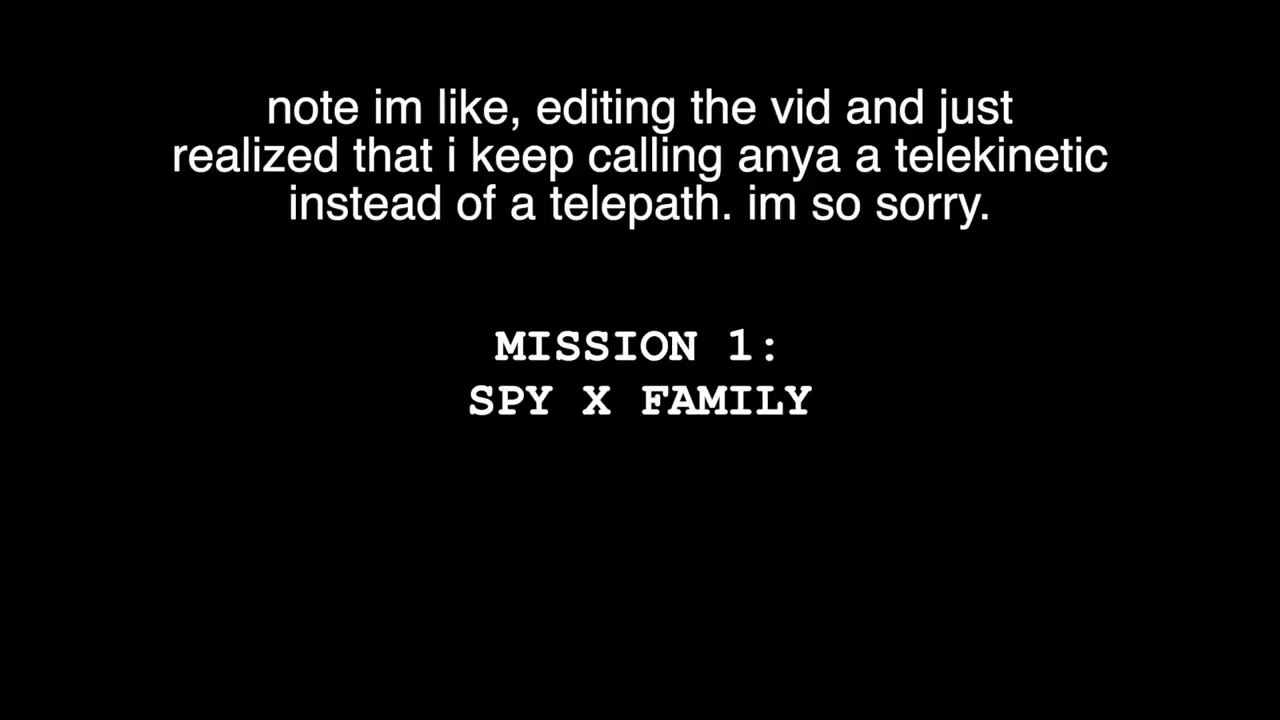 note im like, editing the vid and just
realized that i keep calling anya a telekinetic
instead of a telepath. im so sorry.
MISSION 1:
SPY X FAMILY